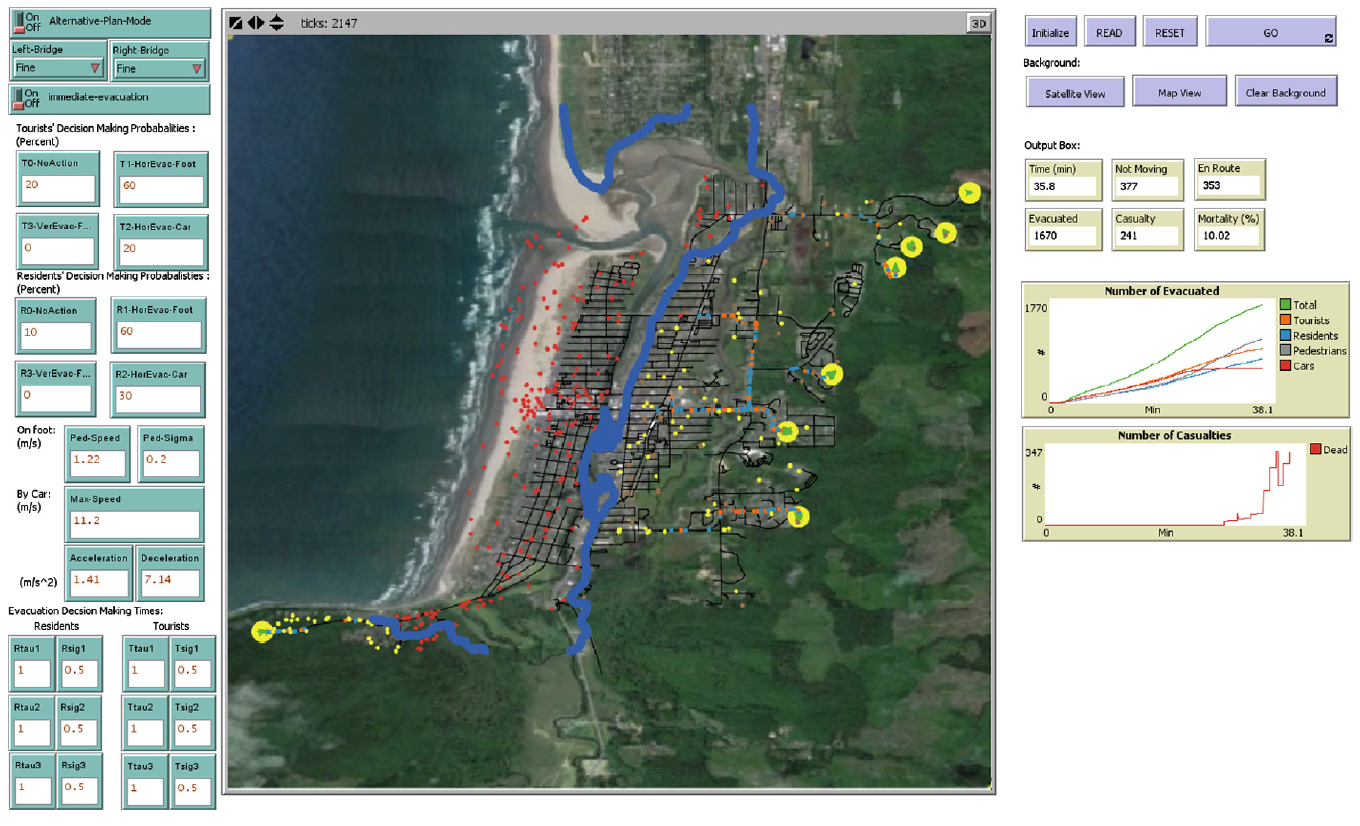 On
Off
Alternative-Plan-Mode
Left-Bridge
Fine
Right-Bridge
Fine
On
Off
immediate-evacuation
Tourists' Decision Making Probabalities :
(Percent)
T0-NoAction
20
T1-HorEvac-Foot
60
T3-VerEvac-F...
0
T2-HorEvac-Car
20
Residents' Decision Making Probabalisties :
(Percent)
R0-NoAction
10
R1-HorEvac-Foot
60
R3-VerEvac-F...
0
R2-HorEvac-Car
30
On foot:
(m/s)
Ped-Speed
1.22
Ped-Sigma
0.2
By Car:
(m/s)
Max-Speed
11.2
(m/s^2)
Acceleration
1.41
Deceleration
7.14
Evacuation Decsion Making Times:
Residents
Tourists
Rtau1
1
Rsig1
0.5
Ttau1
1
Tsig1
0.5
Rtau2
1
Rsig2
0.5
Ttau2
1
Tsig2
0.5
Rtau3
1
Rsig3
0.5
Ttau3
1
Tsig3
0.5
ticks: 2147
3D
Initialize
READ
RESET
GO
Background:
Satellite View
Map View
Clear Background
Output Box:
Time (min)
35.8
Not Moving
377
En Route
353
Evacuated
1670
Casualty
241
Mortality (%)
10.02
Number of Evacuated
1770
#
0
0
Min
38.1
Total
Tourists
Residents
Pedestrians
Cars
Number of Casualties
347
#
0
0
Min
38.1
Dead